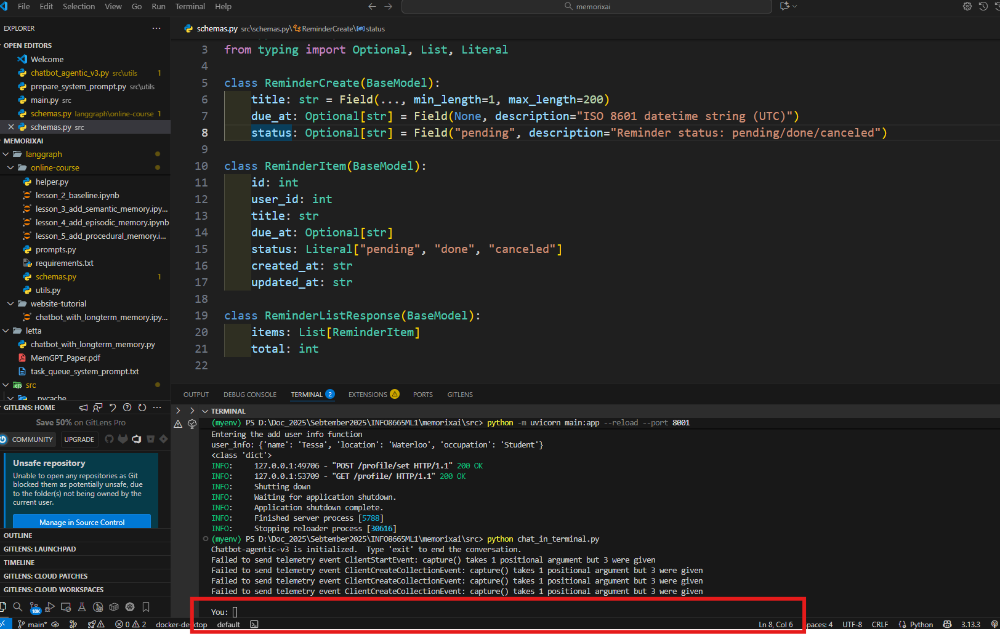 File Edit Selection View Go Run Terminal Help
memorixai
EXPLORER
OPEN EDITORS
Welcome
chatbot_agentic_v3.py src\utils 1
prepare_system_prompt.py src\utils
main.py src
schemas.py langgraph\online-course 1
schemas.py src
MEMORIXAI
langgraph
online-course
helper.py
lesson_2_baseline.ipynb
lesson_3_add_semantic_memory.ipy...
lesson_4_add_episodic_memory.ipynb
lesson_5_add_procedural_memory.i...
prompts.py
requirements.txt
schemas.py 1
utils.py
website-tutorial
chatbot_with_longterm_memory.ipy...
letta
chatbot_with_longterm_memory.py
MemGPT_Paper.pdf
task_queue_system_prompt.txt
src
pycache
GITLENS: HOME
Save 50% on GitLens Pro
COMMUNITY UPGRADE
Unsafe repository
Unable to open any repositories as Git
blocked them as potentially unsafe, due
to the folder(s) not being owned by the
current user.
Manage in Source Control
OUTLINE
GITLENS: LAUNCHPAD
TIMELINE
GITLENS: CLOUD PATCHES
GITLENS: CLOUD WORKSPACES
10K
schemas.py src\schemas.py\ReminderCreate\status
3 from typing import Optional, List, Literal
4
5 class ReminderCreate(BaseModel):
6 title: str = Field(..., min_length=1, max_length=200)
7 due_at: Optional[str] = Field(None, description="ISO 8601 datetime string (UTC)")
8 status: Optional[str] = Field("pending", description="Reminder status: pending/done/canceled")
9
10 class ReminderItem(BaseModel):
11 id: int
12 user_id: int
13 title: str
14 due_at: Optional[str]
15 status: Literal["pending", "done", "canceled"]
16 created_at: str
17 updated_at: str
18
19 class ReminderListResponse(BaseModel):
20 items: List[ReminderItem]
21 total: int
22
OUTPUT DEBUG CONSOLE TERMINAL 2 EXTENSIONS PORTS GITLENS
TERMINAL
(myenv) PS D:\Doc_2025\Sebtember2025\INFO8665ML1\memorixai\src> python -m uvicorn main:app --reload --port 8001
Entering the add user info function
user_info: {'name': 'Tessa', 'location': 'Waterloo', 'occupation': 'Student'}
<class 'dict'>
INFO: 127.0.0.1:49706 - "POST /profile/set HTTP/1.1" 200 OK
INFO: 127.0.0.1:53709 - "GET /profile/ HTTP/1.1" 200 OK
INFO: Shutting down
INFO: Waiting for application shutdown.
INFO: Application shutdown complete.
INFO: Finished server process [5788]
INFO: Stopping reloader process [30616]
(myenv) PS D:\Doc_2025\Sebtember2025\INFO8665ML1\memorixai\src> python chat_in_terminal.py
Chatbot-agentic-v3 is initialized. Type 'exit' to end the conversation.
Failed to send telemetry event ClientStartEvent: capture() takes 1 positional argument but 3 were given
Failed to send telemetry event ClientCreateCollectionEvent: capture() takes 1 positional argument but 3 were given
Failed to send telemetry event ClientCreateCollectionEvent: capture() takes 1 positional argument but 3 were given
Failed to send telemetry event ClientCreateCollectionEvent: capture() takes 1 positional argument but 3 were given
You:
main* 0 2 docker-desktop default Ln 8, Col 6 paces: 4 UTF-8 CRLF Python 3.13.3